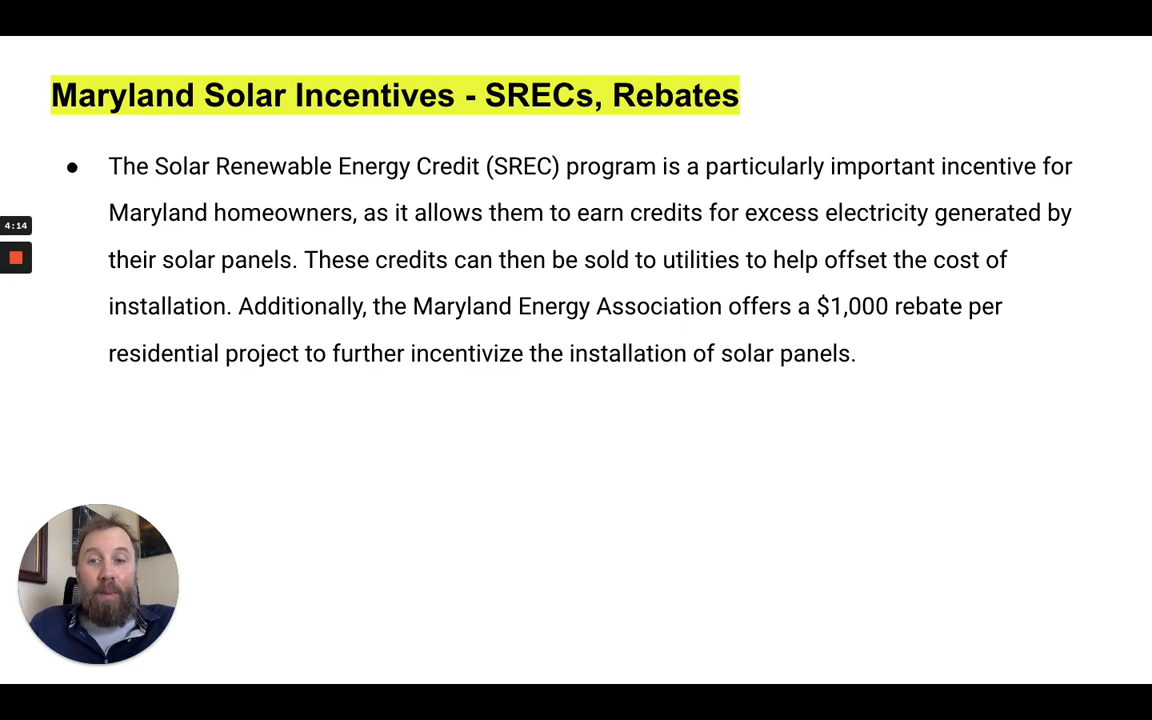 Maryland Solar Incentives - SRECs, Rebates
● The Solar Renewable Energy Credit (SREC) program is a particularly important incentive for
Maryland homeowners, as it allows them to earn credits for excess electricity generated by
their solar panels. These credits can then be sold to utilities to help offset the cost of
installation. Additionally, the Maryland Energy Association offers a $1,000 rebate per
residential project to further incentivize the installation of solar panels.
4:14